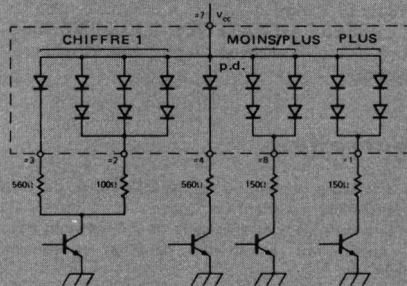 =7 Vcc
CHIFFRE 1 MOINS/PLUS PLUS
p.d.
=3 =2 =4 =8 =1
560Ω 100Ω 560Ω 150Ω 150Ω